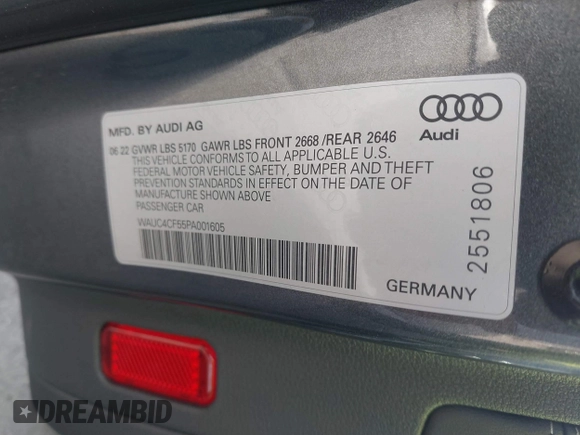 MFD. BY AUDI AG
06 22 GVWR LBS 5170 GAWR LBS FRONT 2668 /REAR 2646
THIS VEHICLE CONFORMS TO ALL APPLICABLE U.S.
FEDERAL MOTOR VEHICLE SAFETY, BUMPER AND THEFT
PREVENTION STANDARDS IN EFFECT ON THE DATE OF
MANUFACTURE SHOWN ABOVE
PASSENGER CAR
WAUC4CF55PA001605
Audi
2551806
GERMANY
DREAMBID